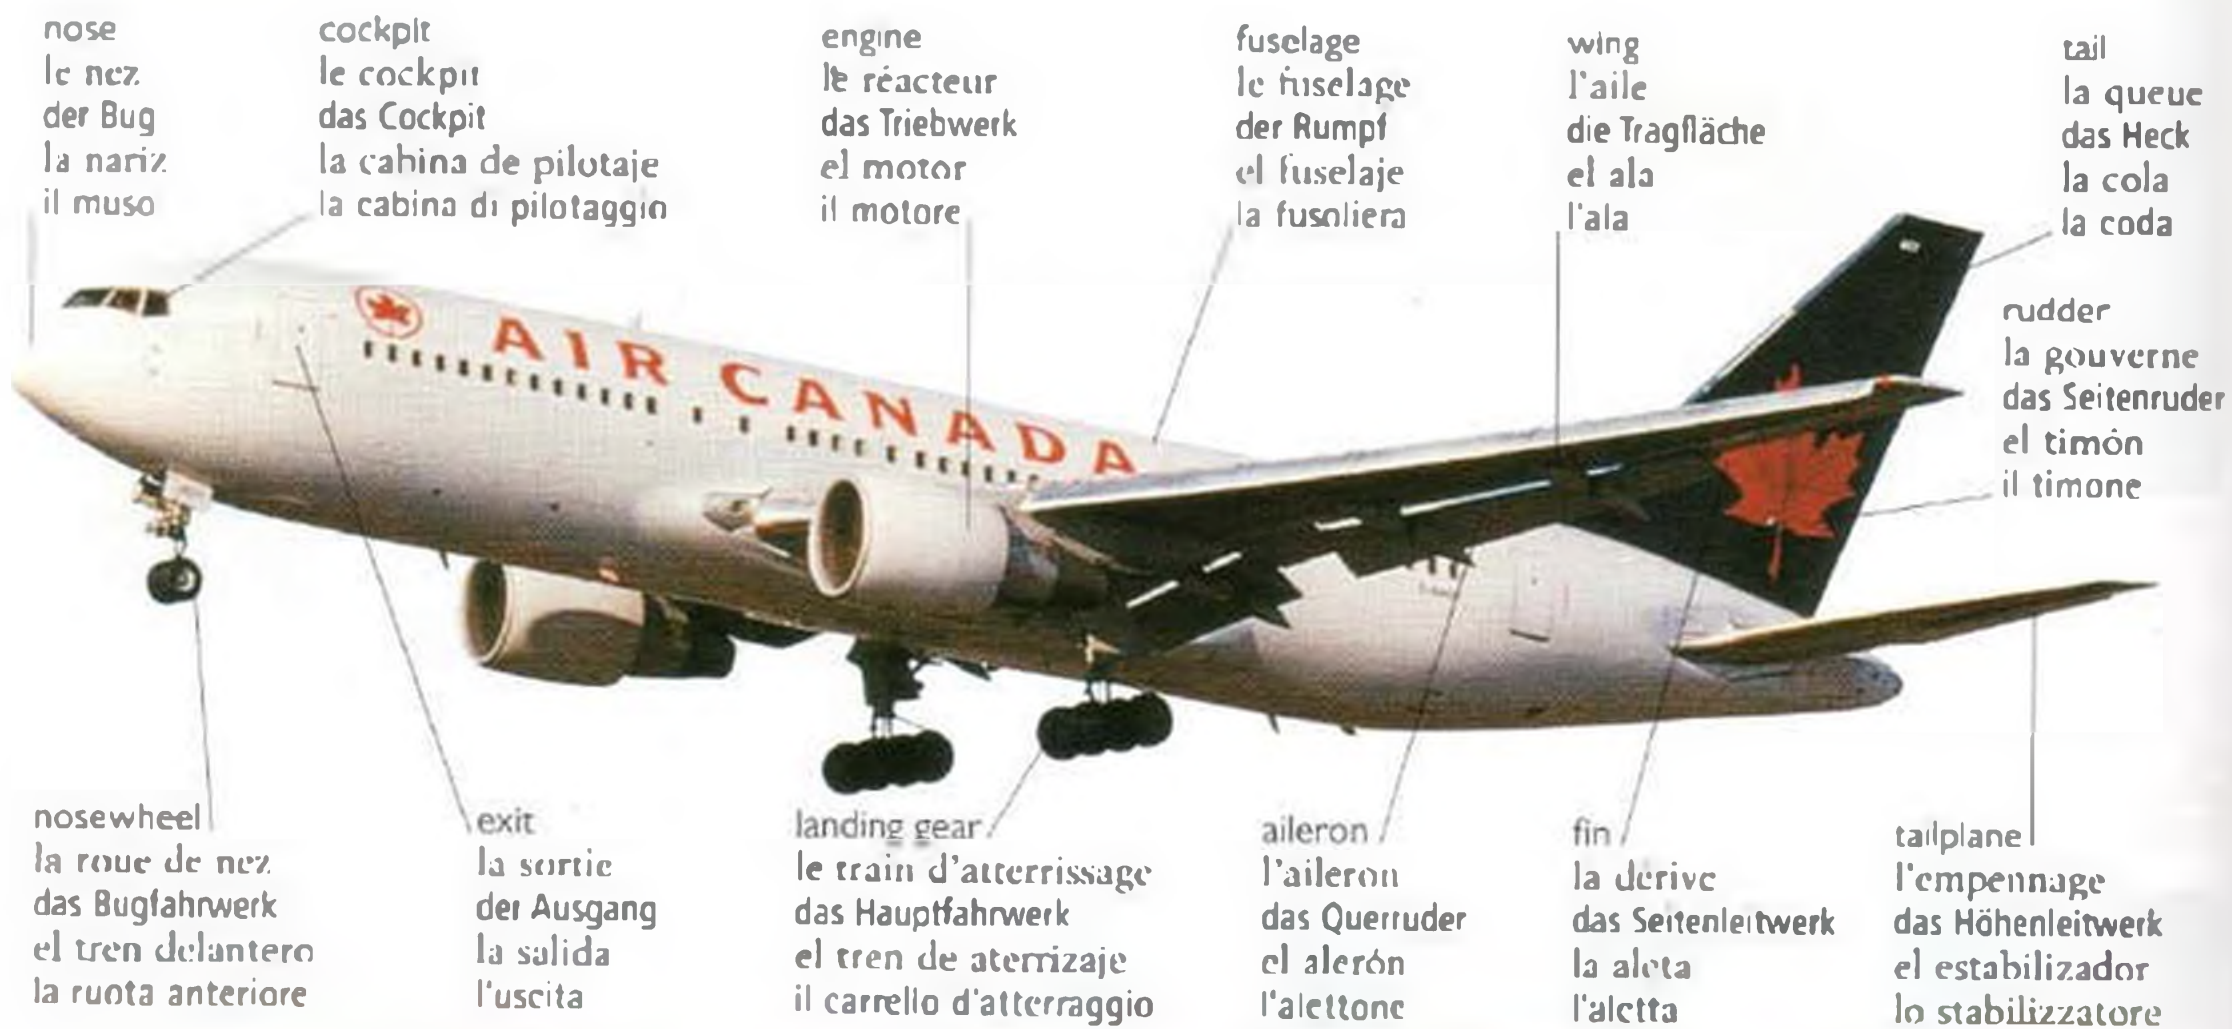 nose
le nez
der Bug
la nariz
il muso
cockpit
le cockpit
das Cockpit
la cabina de pilotaje
la cabina di pilotaggio
engine
le réacteur
das Triebwerk
el motor
il motore
fuselage
le fuselage
der Rumpf
el fuselaje
la fusoliera
wing
l'aile
die Tragfläche
el ala
l'ala
tail
la queue
das Heck
la cola
la coda
rudder
la gouverne
das Seitenruder
el timón
il timone
AIR CANADA
nosewheel
la roue de nez
das Bugfahrwerk
el tren delantero
la ruota anteriore
exit
la sortie
der Ausgang
la salida
l'uscita
landing gear
le train d'atterrissage
das Hauptfahrwerk
el tren de aterrizaje
il carrello d'atterraggio
aileron
l'aileron
das Querruder
el alerón
l'alettone
fin
la dérive
das Seitenleitwerk
la aleta
l'aletta
tailplane
l'empennage
das Höhenleitwerk
el estabilizador
lo stabilizzatore